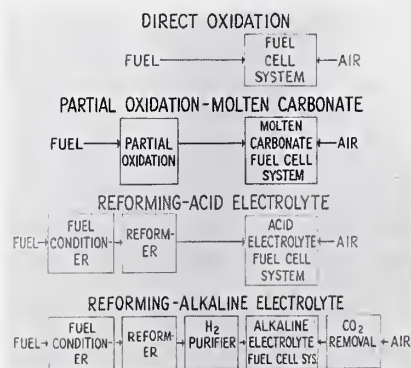 DIRECT OXIDATION
FUEL
CELL
SYSTEM
FUEL
AIR
PARTIAL OXIDATION-MOLTEN CARBONATE
FUEL
PARTIAL
OXIDATION
MOLTEN
CARBONATE
FUEL CELL
SYSTEM
AIR
REFORMING-ACID ELECTROLYTE
FUEL
FUEL
CONDITION-
ER
REFORM-
ER
ACID
ELECTROLYTE
FUEL CELL
SYSTEM
AIR
REFORMING-ALKALINE ELECTROLYTE
FUEL
FUEL
CONDITION-
ER
REFORM-
ER
H2
PURIFIER
ALKALINE
ELECTROLYTE
FUEL CELL SYS.
CO2
REMOVAL
AIR